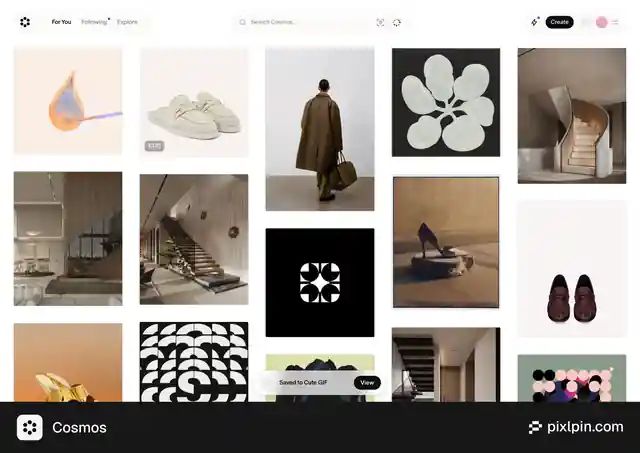 For You Following Explore
Search Cosmos...
Create
Saved to Cute GIF
View
Cosmos
pixlpin.com